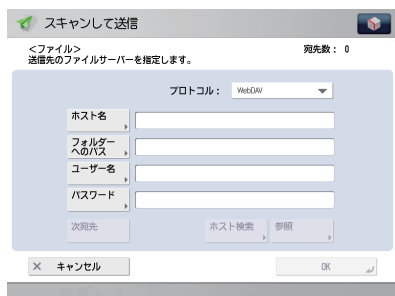 スキャンして送信
<ファイル>
送信先のファイルサーバーを指定します。
宛先数: 0
プロトコル: WebDAV
ホスト名
フォルダー
へのパス
ユーザー名
パスワード
次宛先
ホスト検索
参照
× キャンセル
OK